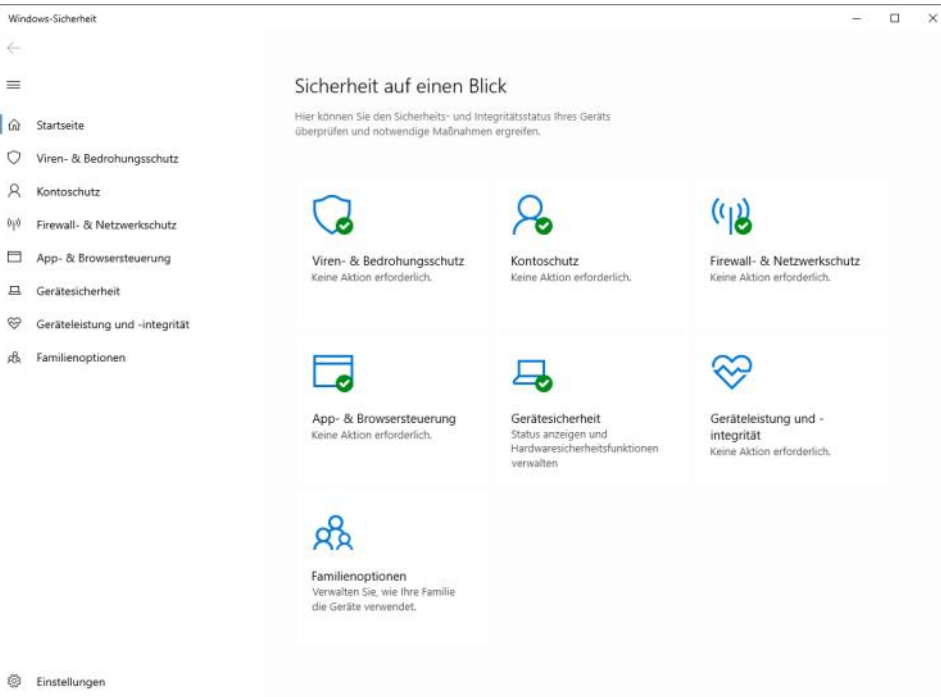 Windows-Sicherheit
Startseite
Viren- & Bedrohungsschutz
Kontoschutz
Firewall- & Netzwerkschutz
App- & Browsersteuerung
Gerätesicherheit
Geräteleistung und -integrität
Familienoptionen
Einstellungen
Sicherheit auf einen Blick
Hier können Sie den Sicherheits- und Integritätsstatus Ihres Geräts
überprüfen und notwendige Maßnahmen ergreifen.
Viren- & Bedrohungsschutz
Keine Aktion erforderlich.
Kontoschutz
Keine Aktion erforderlich.
Firewall- & Netzwerkschutz
Keine Aktion erforderlich.
App- & Browsersteuerung
Keine Aktion erforderlich.
Gerätesicherheit
Status anzeigen und
Hardwaresicherheitsfunktionen
verwalten
Geräteleistung und -
integrität
Keine Aktion erforderlich.
Familienoptionen
Verwalten Sie, wie Ihre Familie
die Geräte verwendet.